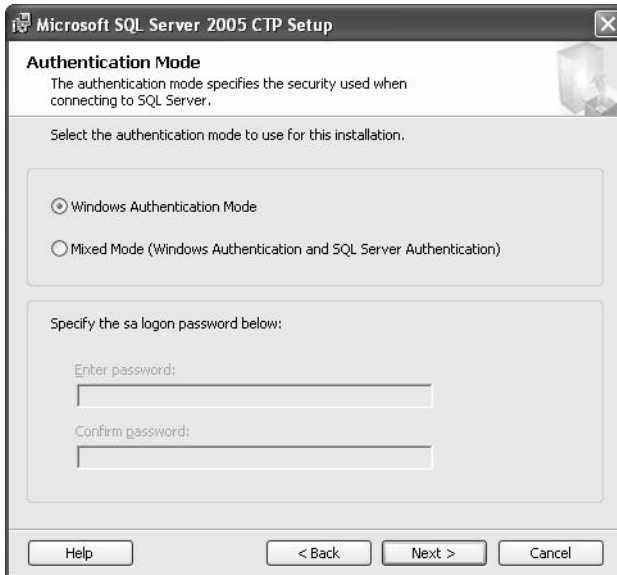 Microsoft SQL Server 2005 CTP Setup
Authentication Mode
The authentication mode specifies the security used when
connecting to SQL Server.
Select the authentication mode to use for this installation.
Windows Authentication Mode
Mixed Mode (Windows Authentication and SQL Server Authentication)
Specify the sa logon password below:
Enter password:
Confirm password:
Help
< Back
Next >
Cancel